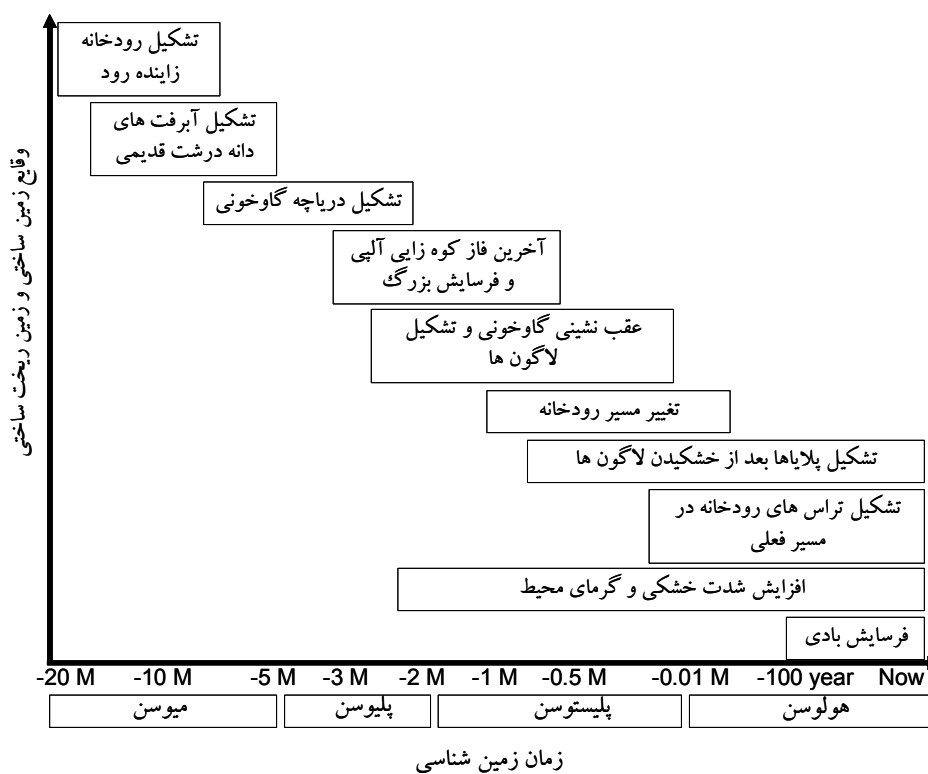 تشکیل رودخانه
زاینده رود
تشکیل آبرفت های
دانه درشت قدیمی
تشکیل دریاچه گاوخونی
آخرین فاز کوه زایی آلپی
و فرسایش بزرگ
عقب نشینی گاوخونی و تشکیل
لاگون ها
تغییر مسیر رودخانه
تشکیل پلایاها بعد از خشکیدن لاگون ها
تشکیل تراس های رودخانه در
مسیر فعلی
افزایش شدت خشکی و گرمای محیط
فرسایش بادی
وقایع زمین ساختی و زمین ریخت ساختی
-20 M -10 M -5 M -3 M -2 M -1 M -0.5 M -0.01 M -100 year Now
میوسن پلیوسن پلیستوسن هولوسن
زمان زمین شناسی